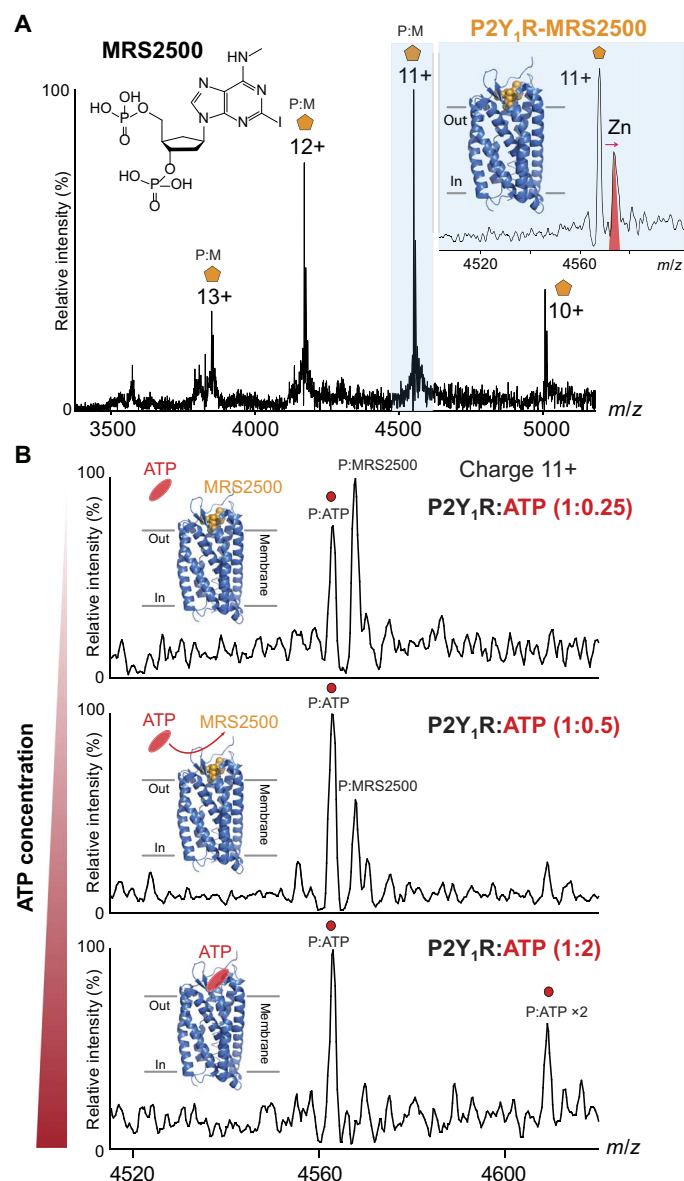 A
MRS2500
P2Y1R-MRS2500
P:M
11+
100
P:M
12+
P:M
13+
10+
HO
OH
P
O
O
HN
N
N
N
N
I
O
P
OH
OH
HO
O
11+
Zn
Out
In
4520
4560
m/z
Relative intensity (%)
0
3500
4000
4500
5000
m/z
B
ATP concentration
100
ATP
MRS2500
P:MRS2500
Charge 11+
P:ATP
P2Y1R:ATP (1:0.25)
Out
In
Membrane
Relative intensity (%)
0
100
ATP
MRS2500
P:ATP
P2Y1R:ATP (1:0.5)
P:MRS2500
Out
In
Membrane
Relative intensity (%)
0
100
ATP
P:ATP
P2Y1R:ATP (1:2)
P:ATP ×2
Out
In
Membrane
Relative intensity (%)
0
4520
4560
4600
m/z